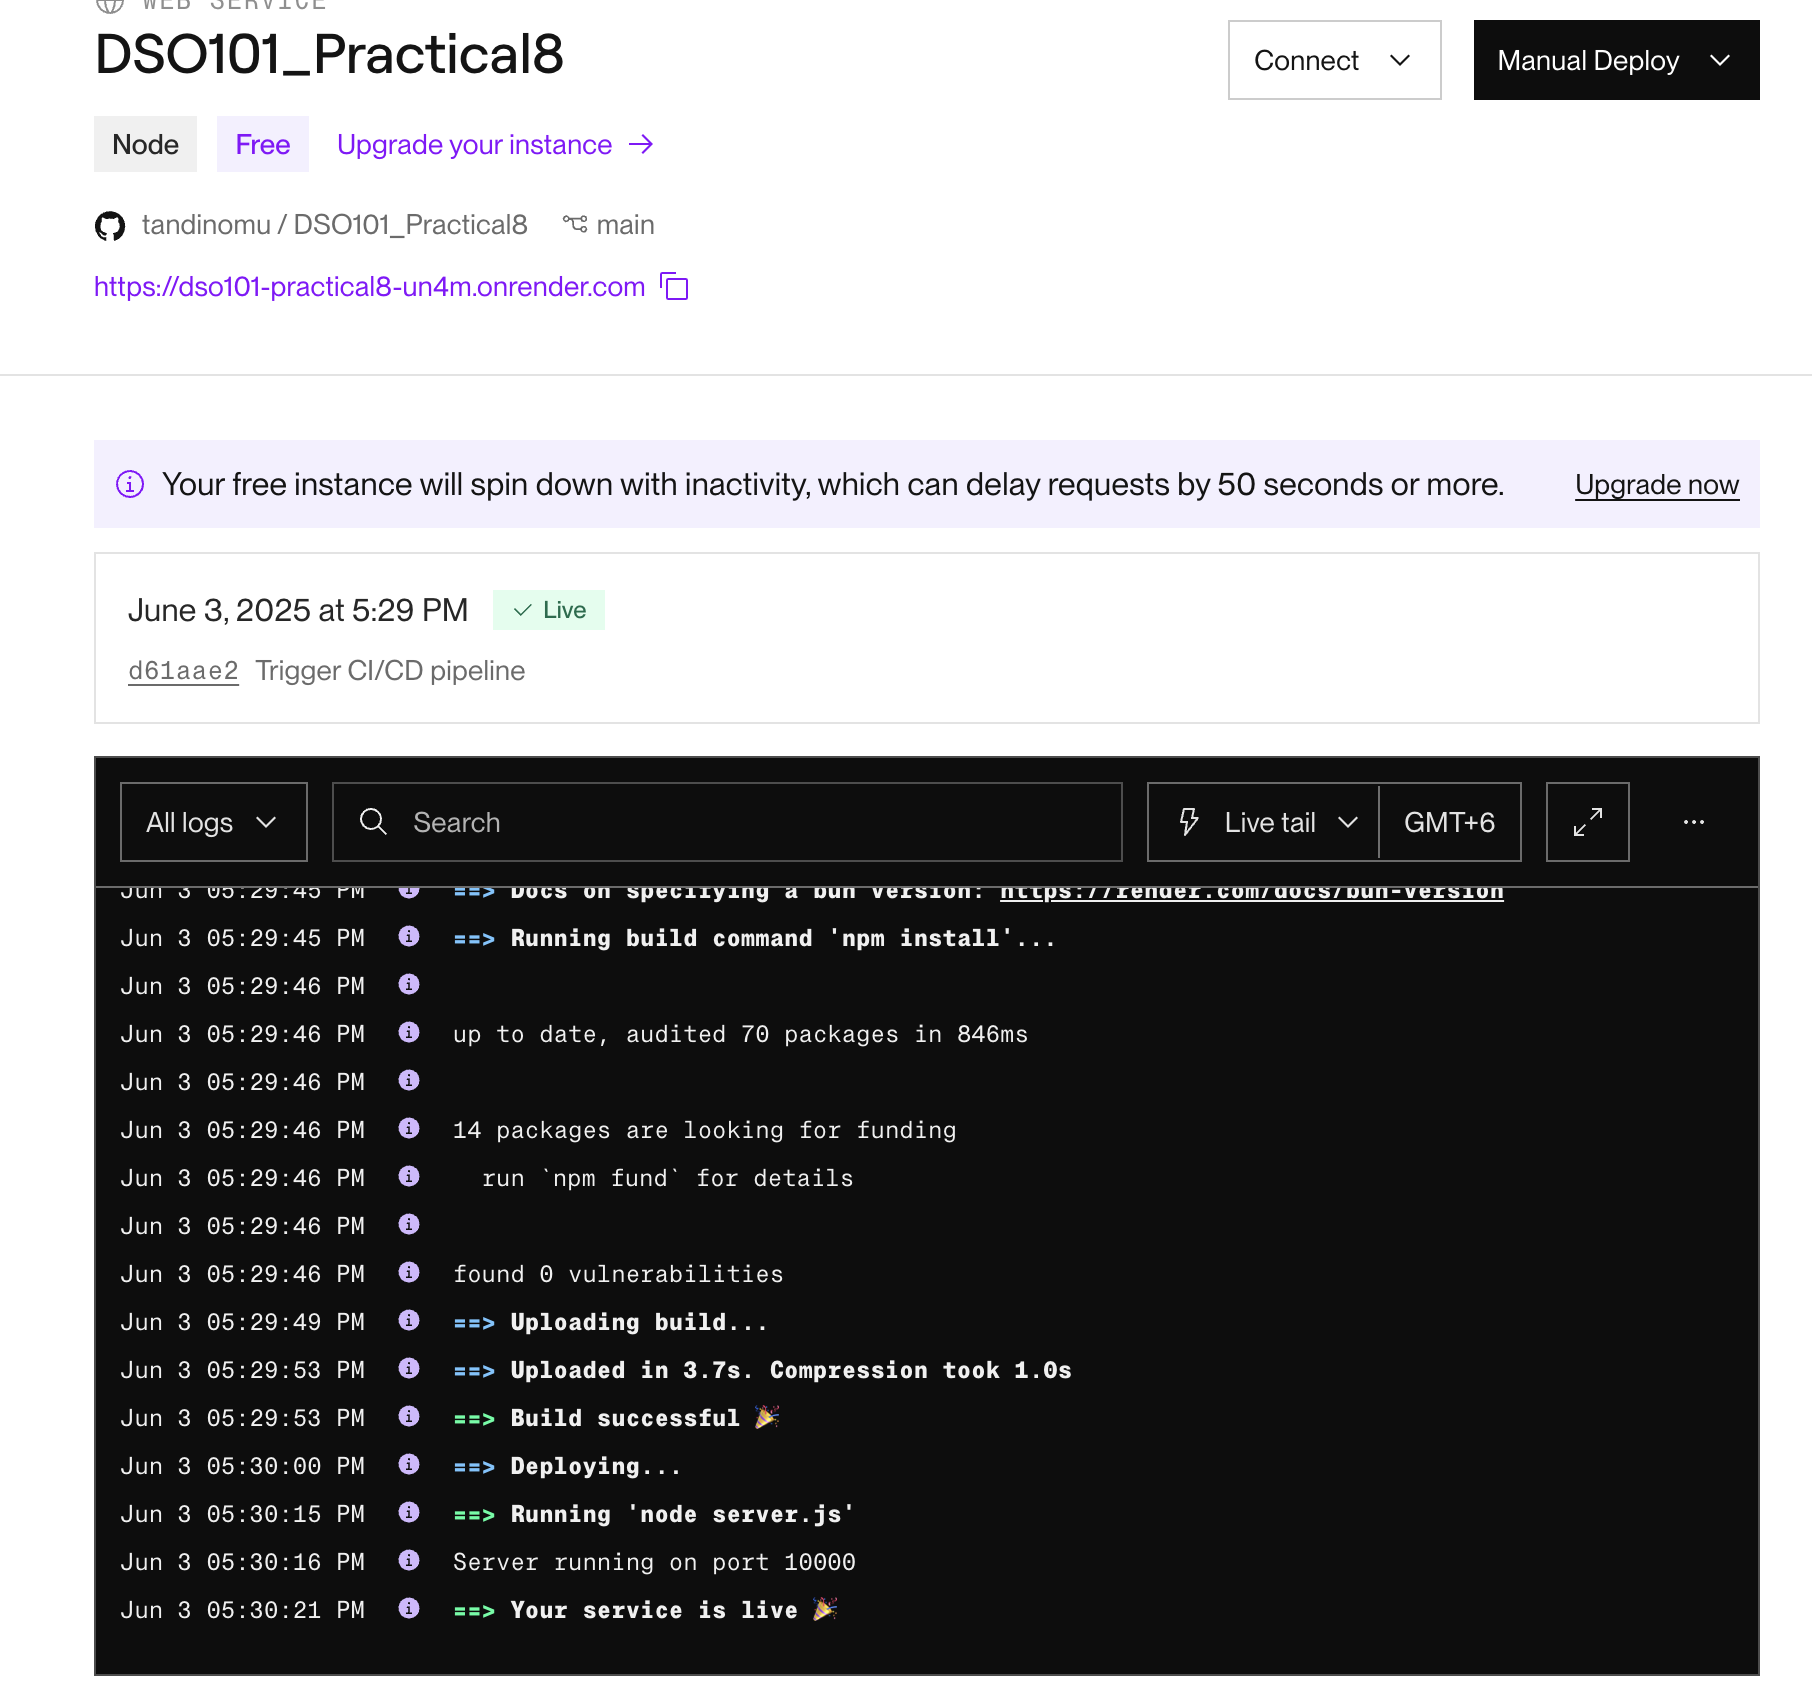 WEB SERVICE
DSO101_Practical8
Connect
Manual Deploy
Node
Free
Upgrade your instance →
tandinomu / DSO101_Practical8
main
https://dso101-practical8-un4m.onrender.com
Your free instance will spin down with inactivity, which can delay requests by 50 seconds or more.
Upgrade now
June 3, 2025 at 5:29 PM
Live
d61aae2 Trigger CI/CD pipeline
All logs
Search
Live tail
GMT+6
Jun 3 05:29:45 PM ==> Docs on specifying a bun version: https://render.com/docs/bun-version
Jun 3 05:29:45 PM ==> Running build command 'npm install'...
Jun 3 05:29:46 PM
Jun 3 05:29:46 PM up to date, audited 70 packages in 846ms
Jun 3 05:29:46 PM
Jun 3 05:29:46 PM 14 packages are looking for funding
Jun 3 05:29:46 PM run `npm fund` for details
Jun 3 05:29:46 PM
Jun 3 05:29:46 PM found 0 vulnerabilities
Jun 3 05:29:49 PM ==> Uploading build...
Jun 3 05:29:53 PM ==> Uploaded in 3.7s. Compression took 1.0s
Jun 3 05:29:53 PM ==> Build successful 🎉
Jun 3 05:30:00 PM ==> Deploying...
Jun 3 05:30:15 PM ==> Running 'node server.js'
Jun 3 05:30:16 PM Server running on port 10000
Jun 3 05:30:21 PM ==> Your service is live 🎉